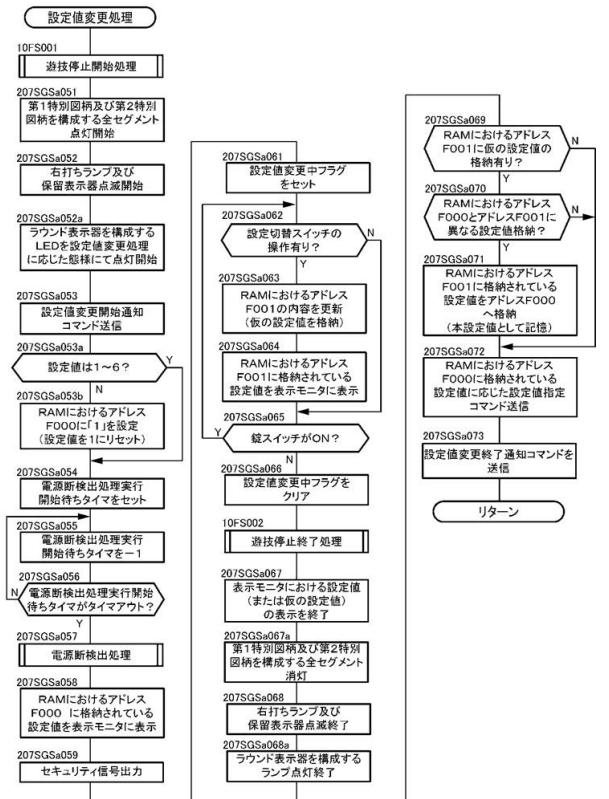 設定値変更処理
10FS001
遊技停止開始処理
207SGSa051
第1特別図柄及び第2特別
図柄を構成する全セグメント
点灯開始
207SGSa052
右打ちランプ及び
保留表示器点滅開始
207SGSa052a
ラウンド表示器を構成する
LEDを設定値変更処理
に応じた態様にて点灯開始
207SGSa053
設定値変更開始通知
コマンド送信
207SGSa053a
設定値は1~6?
Y
N
207SGSa053b
RAMにおけるアドレス
F000に「1」を設定
(設定値を1にリセット)
207SGSa054
電源断検出処理実行
開始待ちタイマをセット
207SGSa055
電源断検出処理実行
開始待ちタイマを-1
207SGSa056
電源断検出処理実行開始
待ちタイマがタイマアウト?
N
Y
207SGSa057
電源断検出処理
207SGSa058
RAMにおけるアドレス
F000 に格納されている
設定値を表示モニタに表示
207SGSa059
セキュリティ信号出力
207SGSa061
設定値変更中フラグ
をセット
207SGSa062
設定切替スイッチの
操作有り?
N
Y
207SGSa063
RAMにおけるアドレス
F001の内容を更新
(仮の設定値を格納)
207SGSa064
RAMにおけるアドレス
F001に格納されている
設定値を表示モニタに表示
207SGSa065
錠スイッチがON?
Y
N
207SGSa066
設定値変更中フラグを
クリア
10FS002
遊技停止終了処理
207SGSa067
表示モニタにおける設定値
(または仮の設定値)
の表示を終了
207SGSa067a
第1特別図柄及び第2特別
図柄を構成する全セグメント
消灯
207SGSa068
右打ちランプ及び
保留表示器点滅終了
207SGSa068a
ラウンド表示器を構成する
ランプ点灯終了
207SGSa069
RAMにおけるアドレス
F001に仮の設定値の
格納有り?
N
Y
207SGSa070
RAMにおけるアドレス
F000とアドレスF001に
異なる設定値格納?
N
Y
207SGSa071
RAMにおけるアドレス
F001に格納されている
設定値をアドレスF000
へ格納
(本設定値として記憶)
207SGSa072
RAMにおけるアドレス
F000に格納されている
設定値に応じた設定値指定
コマンド送信
207SGSa073
設定値変更終了通知コマンドを
送信
リターン